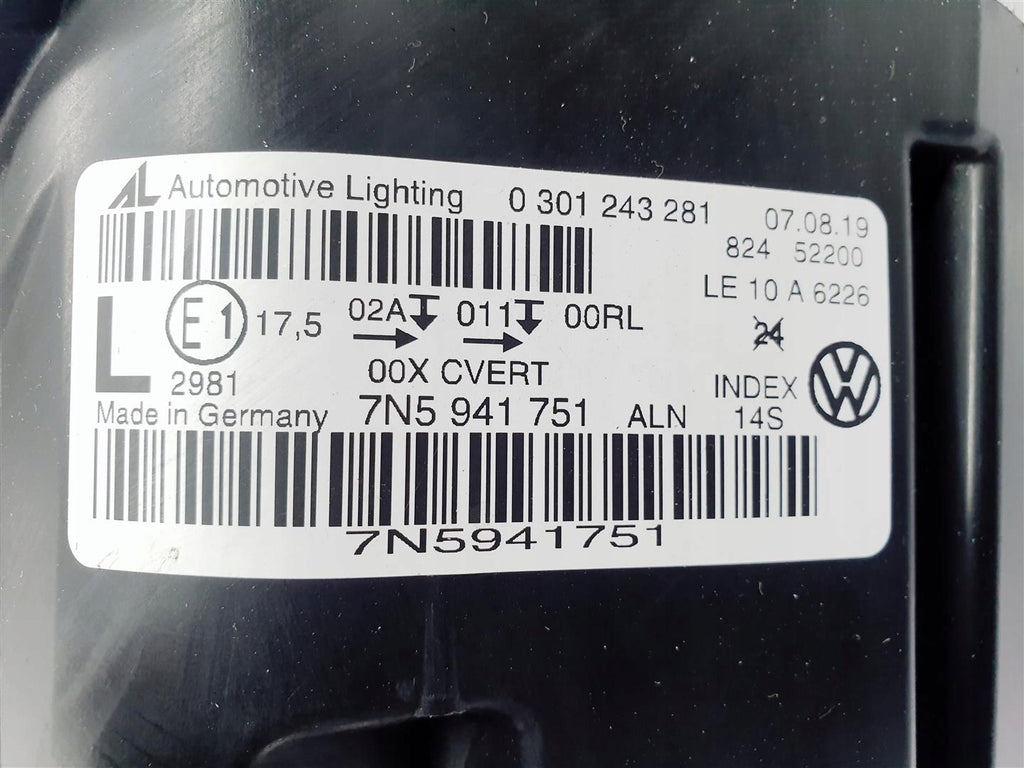 AL Automotive Lighting 0 301 243 281 07.08.19
824 52200
LE 10 A 6226
L E1 17,5 02A 011 00RL 24
2981 00X CVERT INDEX
Made in Germany 7N5 941 751 ALN 14S
7N5941751